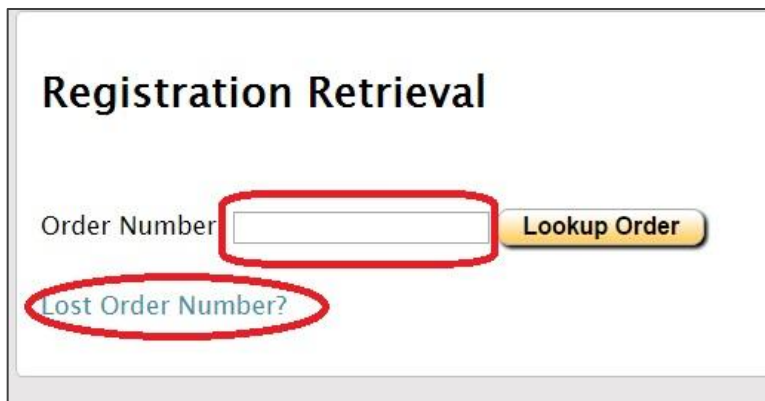 Registration Retrieval
Order Number Lookup Order
Lost Order Number?